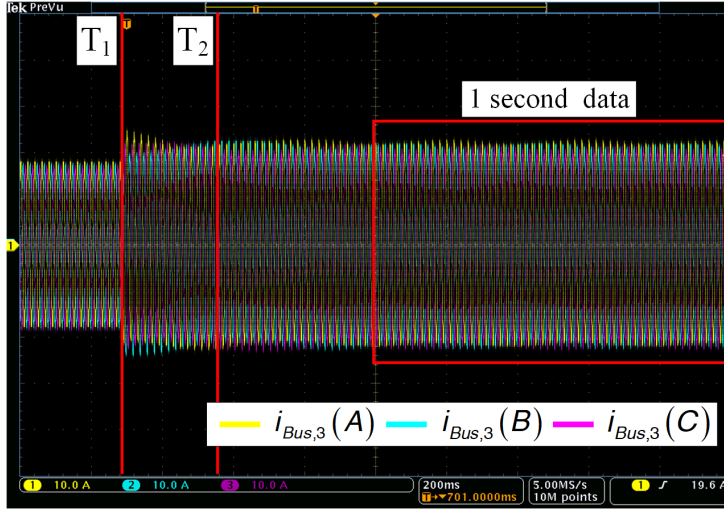 Tek PreVu
T
T
T1 T2
1 second data
1
iBus,3(A) iBus,3(B) iBus,3(C)
1 10.0 A 2 10.0 A 3 10.0 A 200ms 5.00MS/s 1 19.6 A
T→▼701.0000ms 10M points